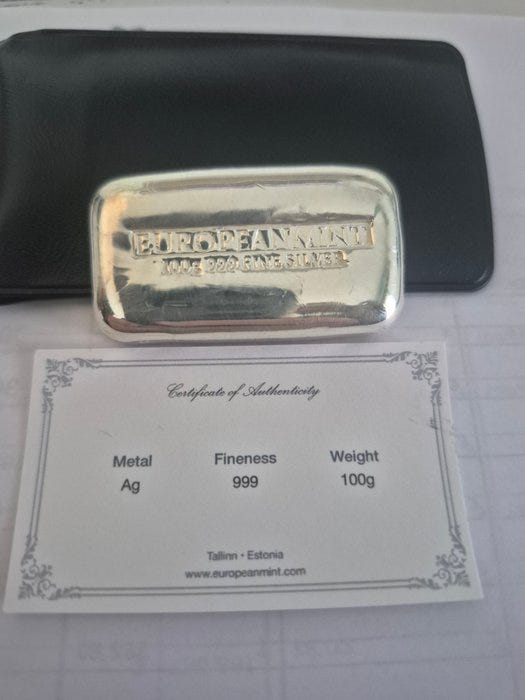 EUROPEANMINT
100g 999 FINE SILVER
Certificate of Authenticity
Metal Fineness Weight
Ag 999 100g
Tallinn • Estonia
www.europeanmint.com